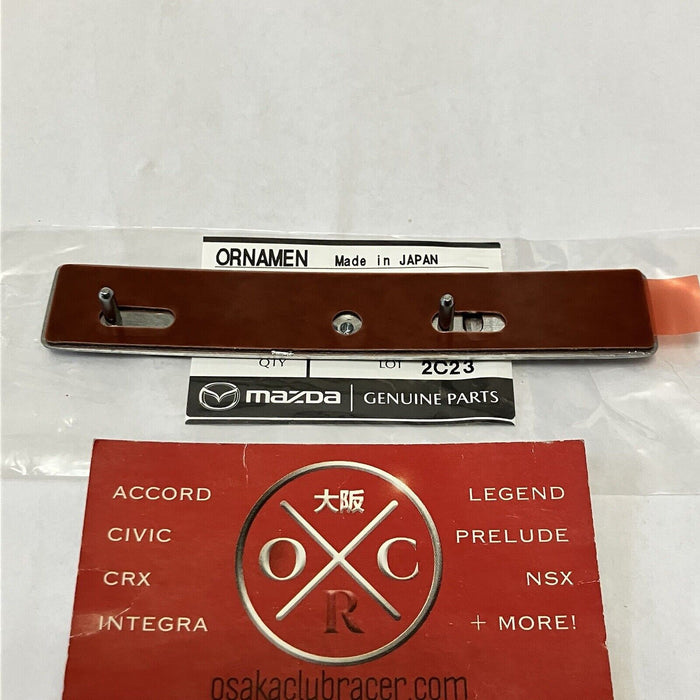 ORNAMEN Made in JAPAN
QTY LOT 2C23
mazda GENUINE PARTS
ACCORD
CIVIC
CRX
INTEGRA
大阪
O C
R
LEGEND
PRELUDE
NSX
+ MORE!
osakaclubracer.com